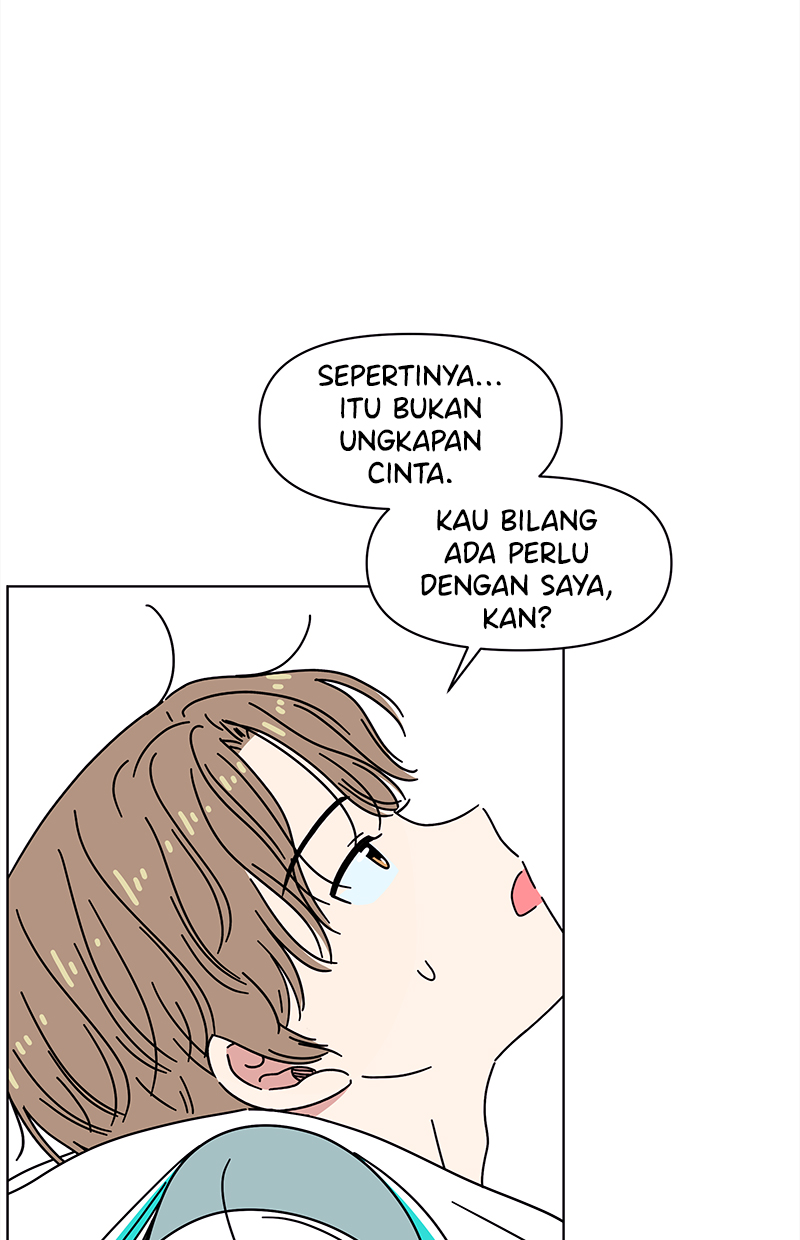 SEPERTINYA...
ITU BUKAN
UNGKAPAN
CINTA.
KAU BILANG
ADA PERLU
DENGAN SAYA,
KAN?